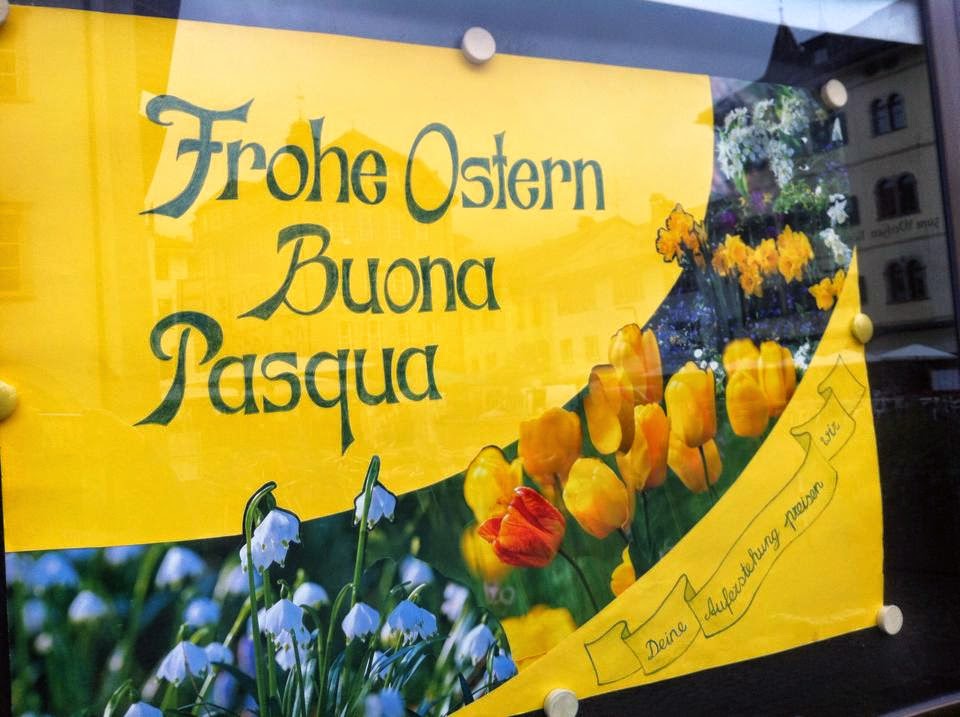 Frohe Ostern
Buona
Pasqua
Deine Auferstehung preisen wir